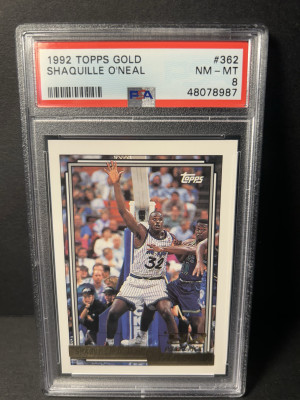 1992 TOPPS GOLD #362
SHAQUILLE O'NEAL NM - MT
8
PSA 48078987
Topps
32